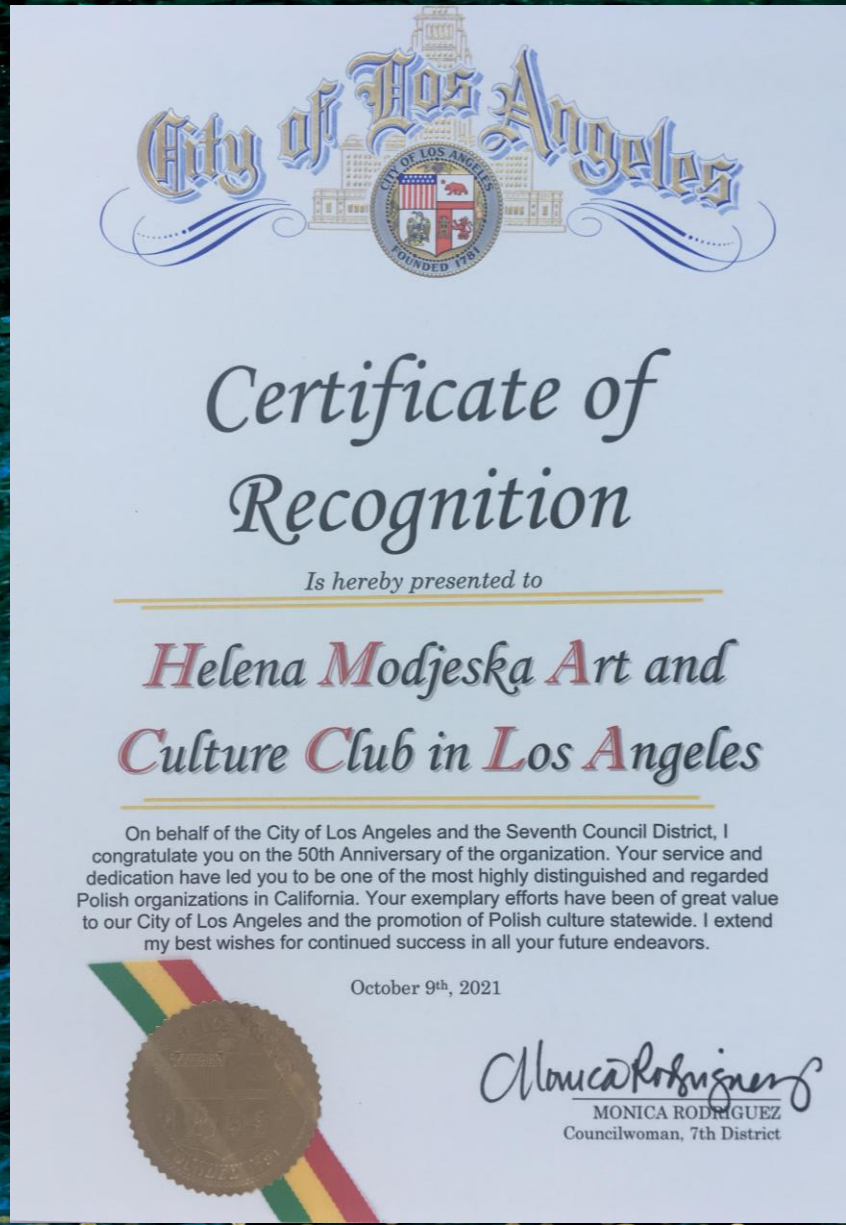 City of Los Angeles
CITY OF LOS ANGELES
FOUNDED 1781
Certificate of
Recognition
Is hereby presented to
Helena Modjeska Art and
Culture Club in Los Angeles
On behalf of the City of Los Angeles and the Seventh Council District, I
congratulate you on the 50th Anniversary of the organization. Your service and
dedication have led you to be one of the most highly distinguished and regarded
Polish organizations in California. Your exemplary efforts have been of great value
to our City of Los Angeles and the promotion of Polish culture statewide. I extend
my best wishes for continued success in all your future endeavors.
October 9th, 2021
Monica Rodriguez
MONICA RODRIGUEZ
Councilwoman, 7th District